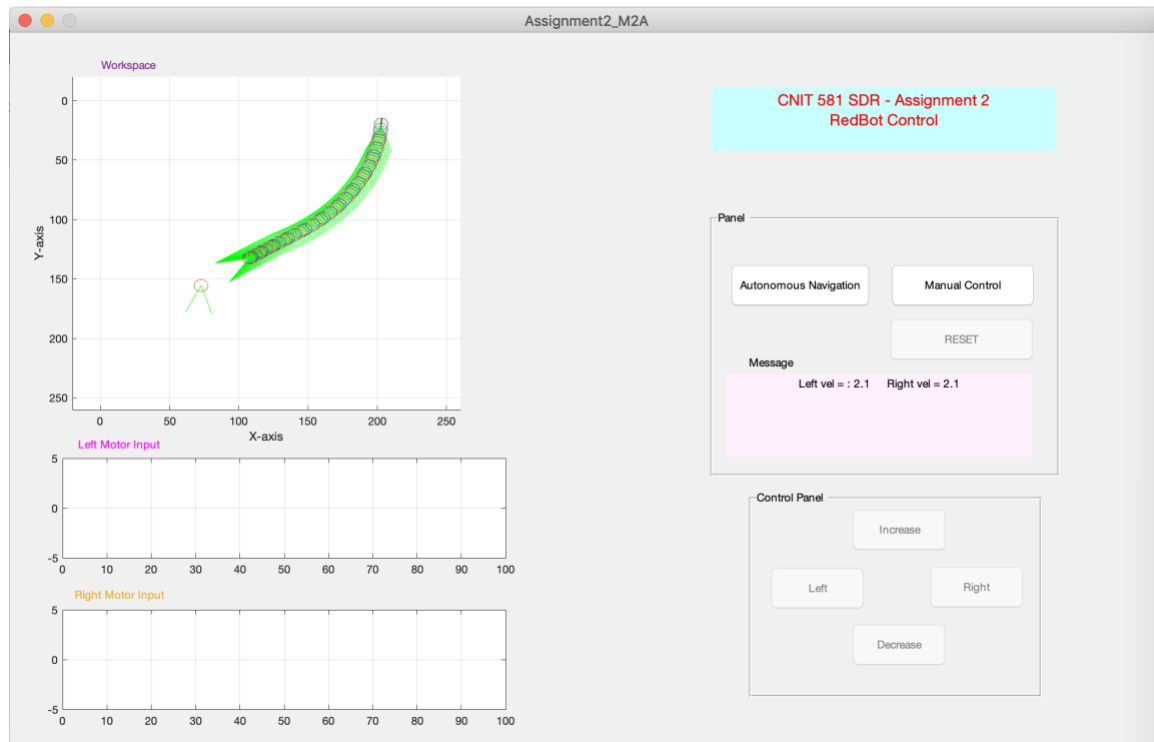 Assignment2_M2A
Workspace
0
50
100
150
200
250
Y-axis
0 50 100 150 200 250
X-axis
Left Motor Input
5
0
-5
0 10 20 30 40 50 60 70 80 90 100
Right Motor Input
5
0
-5
0 10 20 30 40 50 60 70 80 90 100
CNIT 581 SDR - Assignment 2
RedBot Control
Panel
Autonomous Navigation
Manual Control
RESET
Message
Left vel = : 2.1 Right vel = 2.1
Control Panel
Increase
Left
Right
Decrease